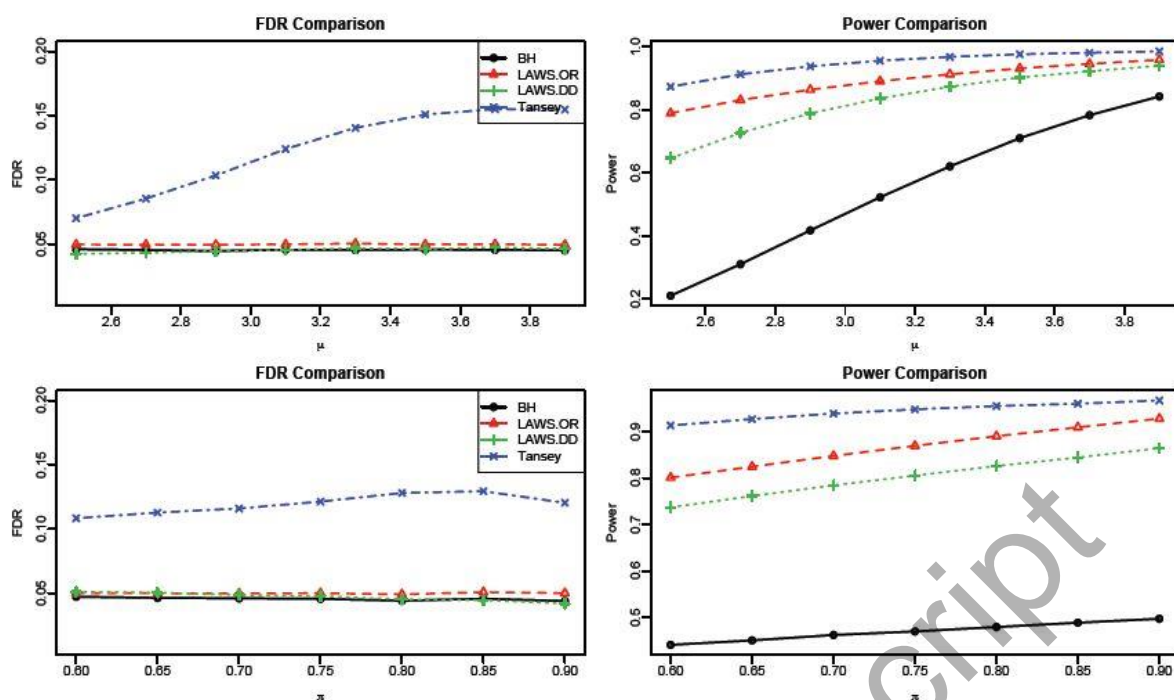 FDR Comparison
0.20
0.15
0.10
0.05
FDR
BH
LAWS.OR
LAWS.DD
Tansey
2.6 2.8 3.0 3.2 3.4 3.6 3.8
μ
Power Comparison
1.0
0.8
0.6
0.4
0.2
Power
2.6 2.8 3.0 3.2 3.4 3.6 3.8
μ
FDR Comparison
0.20
0.15
0.10
0.05
FDR
BH
LAWS.OR
LAWS.DD
Tansey
0.60 0.65 0.70 0.75 0.80 0.85 0.90
Power Comparison
0.9
0.8
0.7
0.6
0.5
Power
0.60 0.65 0.70 0.75 0.80 0.85 0.90
cript